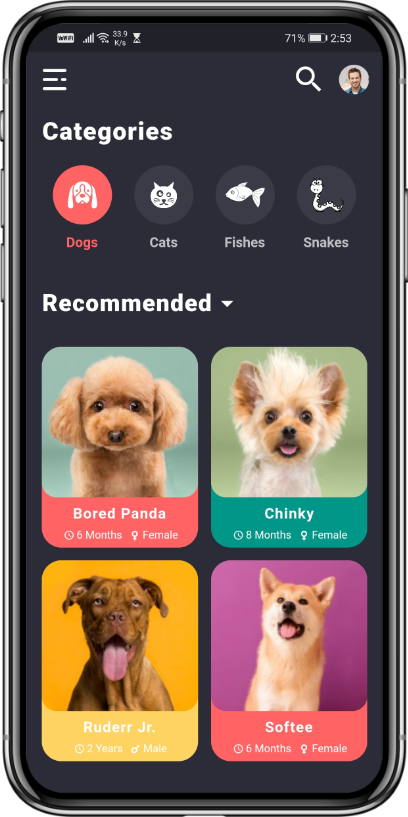 VoWiFi 33.9 K/s 71% 2:53
Categories
Dogs Cats Fishes Snakes
Recommended
Bored Panda Chinky
6 Months Female 8 Months Female
Ruderr Jr. Softee
2 Years Male 6 Months Female